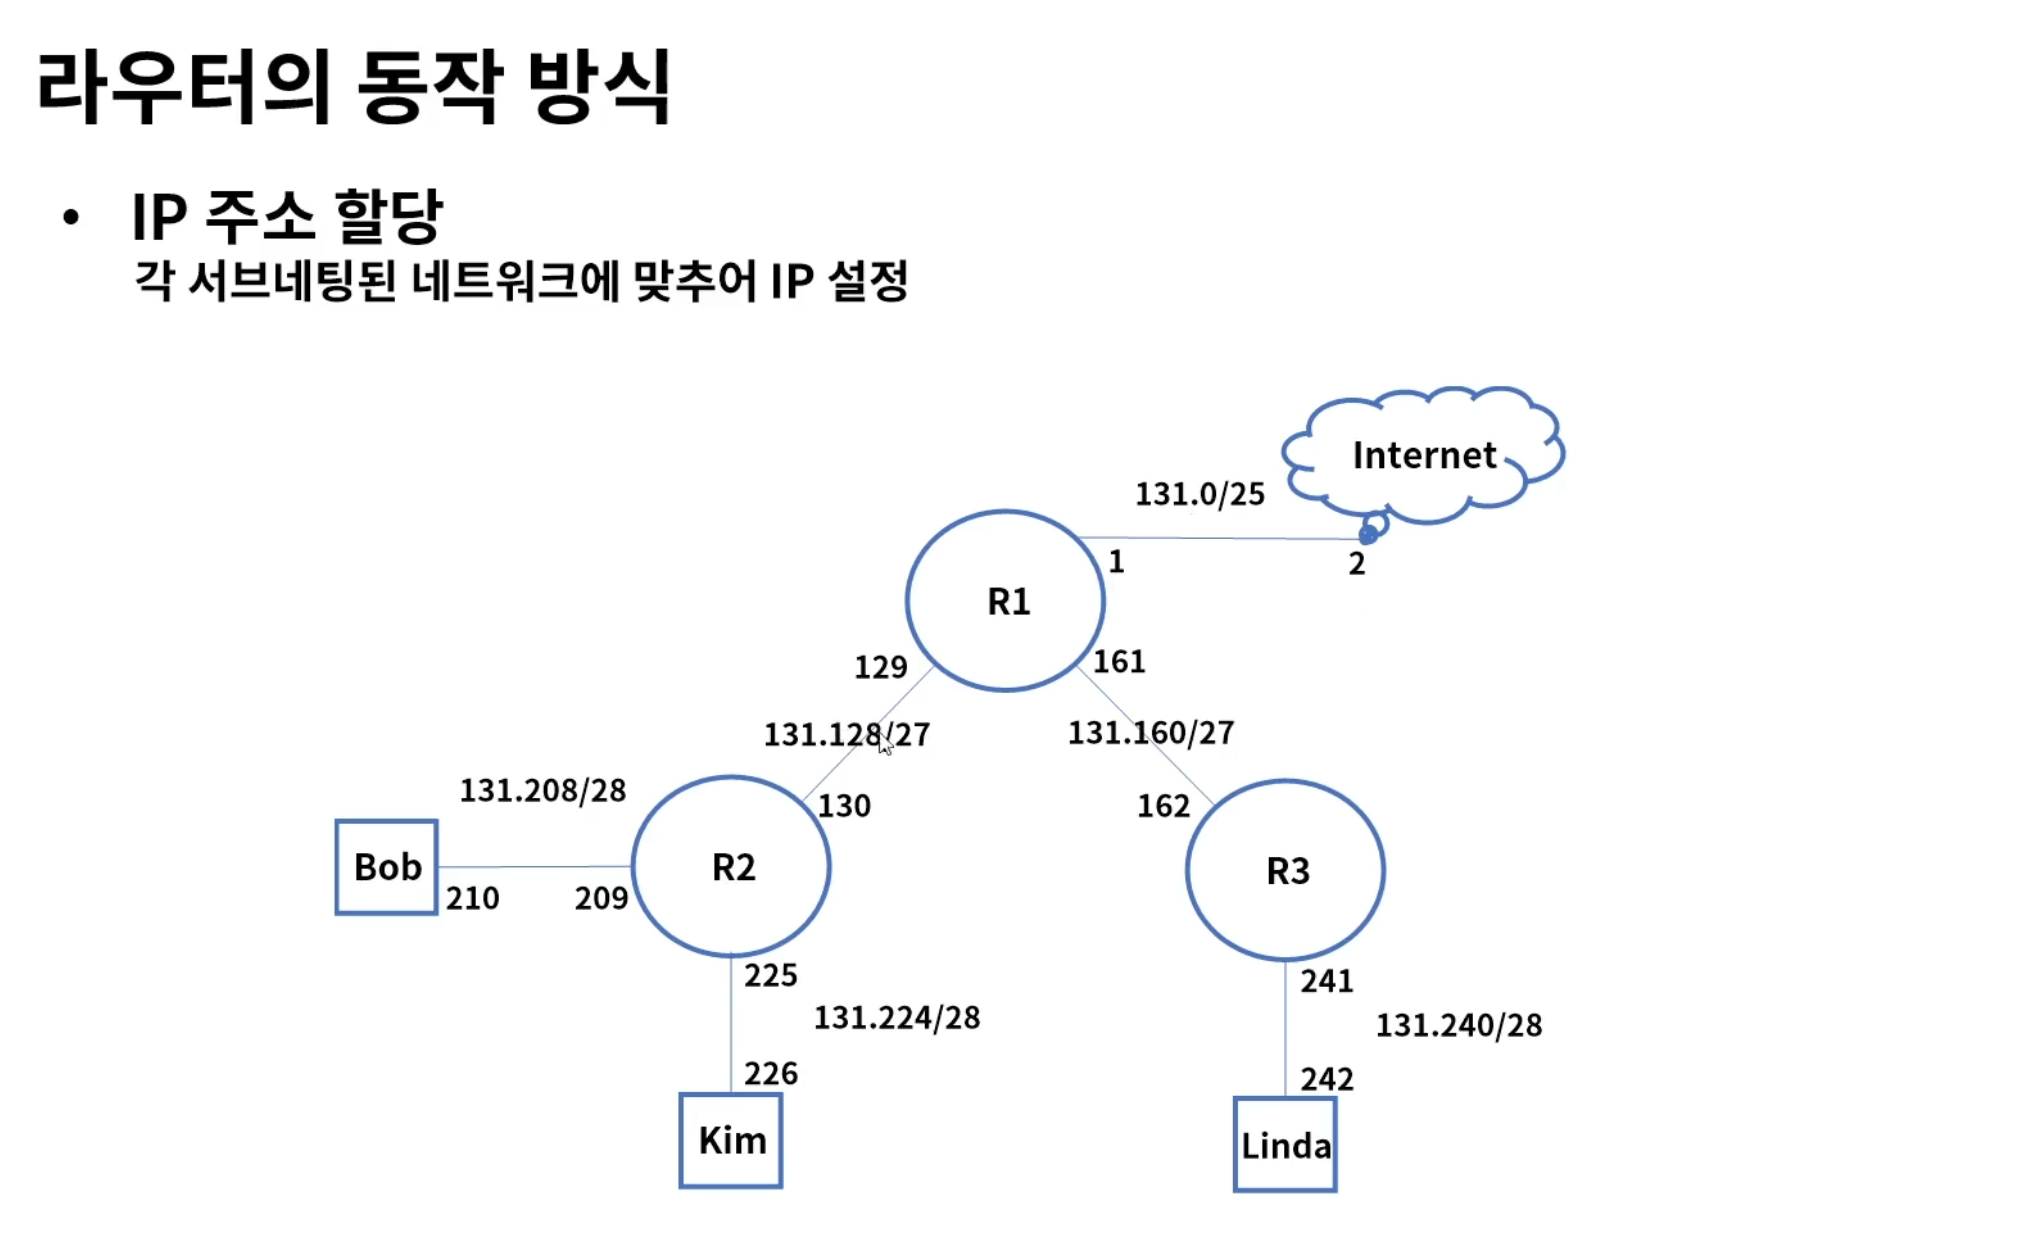 라우터의 동작 방식
• IP 주소 할당
각 서브네팅된 네트워크에 맞추어 IP 설정
Internet
131.0/25
1
2
R1
129
161
131.128/27
131.160/27
131.208/28
130
162
Bob
R2
R3
210
209
225
241
131.224/28
131.240/28
226
242
Kim
Linda